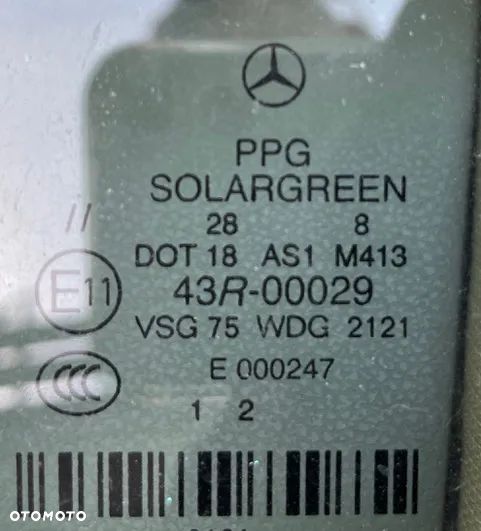 PPG
SOLARGREEN
28 8
DOT 18 AS1 M413
E11 43R-00029
VSG 75 WDG 2121
CCC E 000247
1 2
OTOMOTO